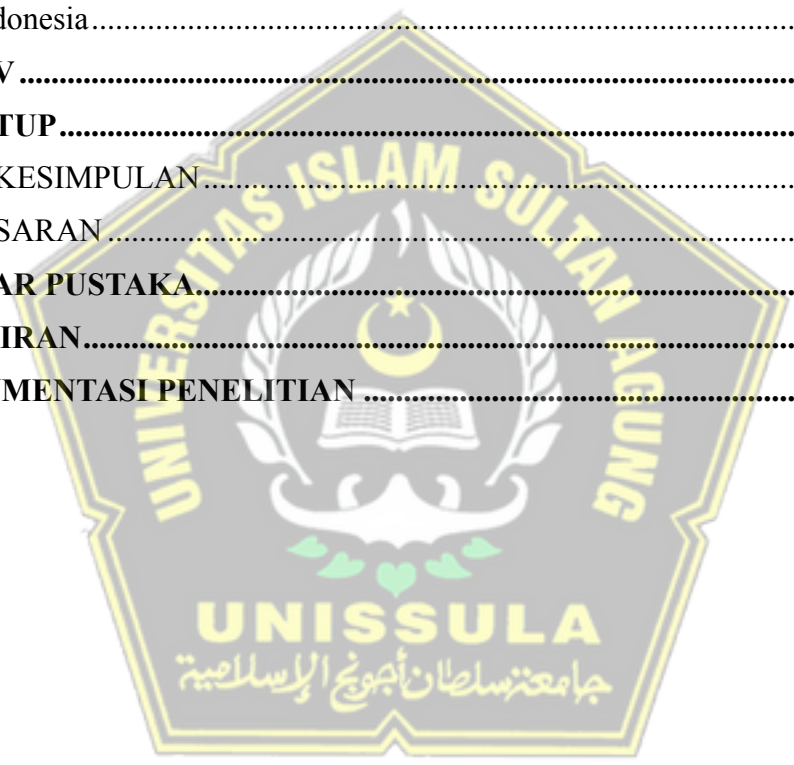 donesia
V
TUP
KESIMPULAN
SARAN
AR PUSTAKA
IRAN
MENTASI PENELITIAN
UNIVERSITAS ISLAM SULTAN AGUNG
UNISSULA
جامعة سلطان أجونج الإسلامية